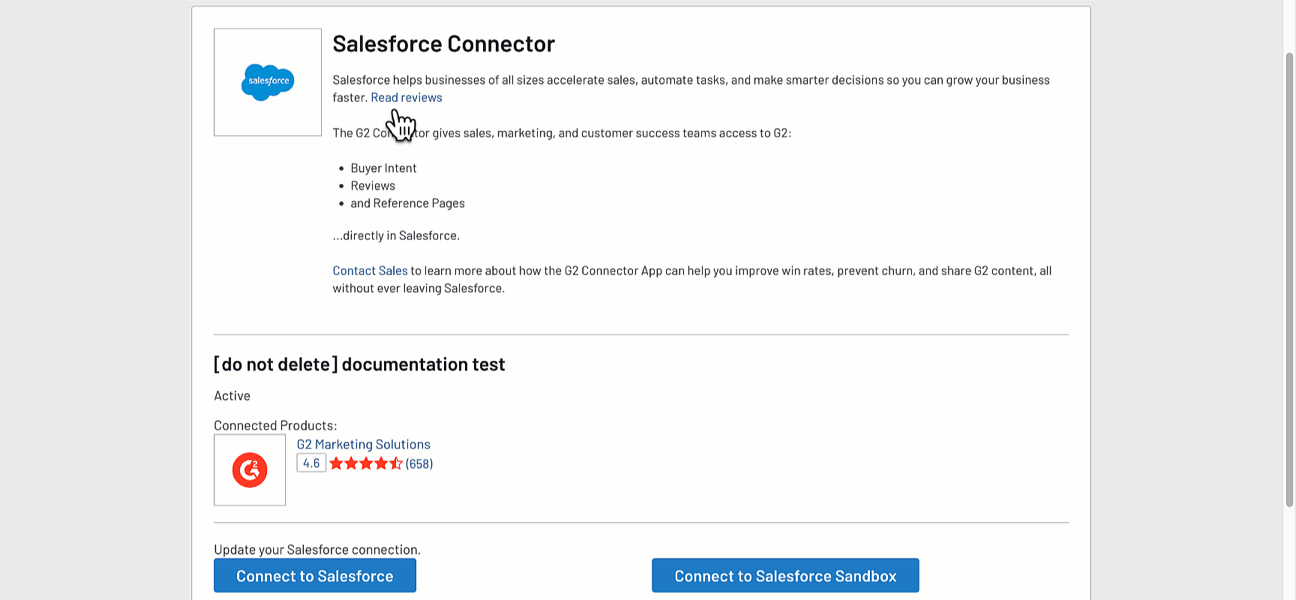 Salesforce Connector
salesforce
Salesforce helps businesses of all sizes accelerate sales, automate tasks, and make smarter decisions so you can grow your business
faster. Read reviews
The G2 Co tor gives sales, marketing, and customer success teams access to G2:
• Buyer Intent
• Reviews
• and Reference Pages
...directly in Salesforce.
Contact Sales to learn more about how the G2 Connector App can help you improve win rates, prevent churn, and share G2 content, all
without ever leaving Salesforce.
[do not delete] documentation test
Active
Connected Products:
G2 Marketing Solutions
4.6 (658)
G2
Update your Salesforce connection.
Connect to Salesforce
Connect to Salesforce Sandbox